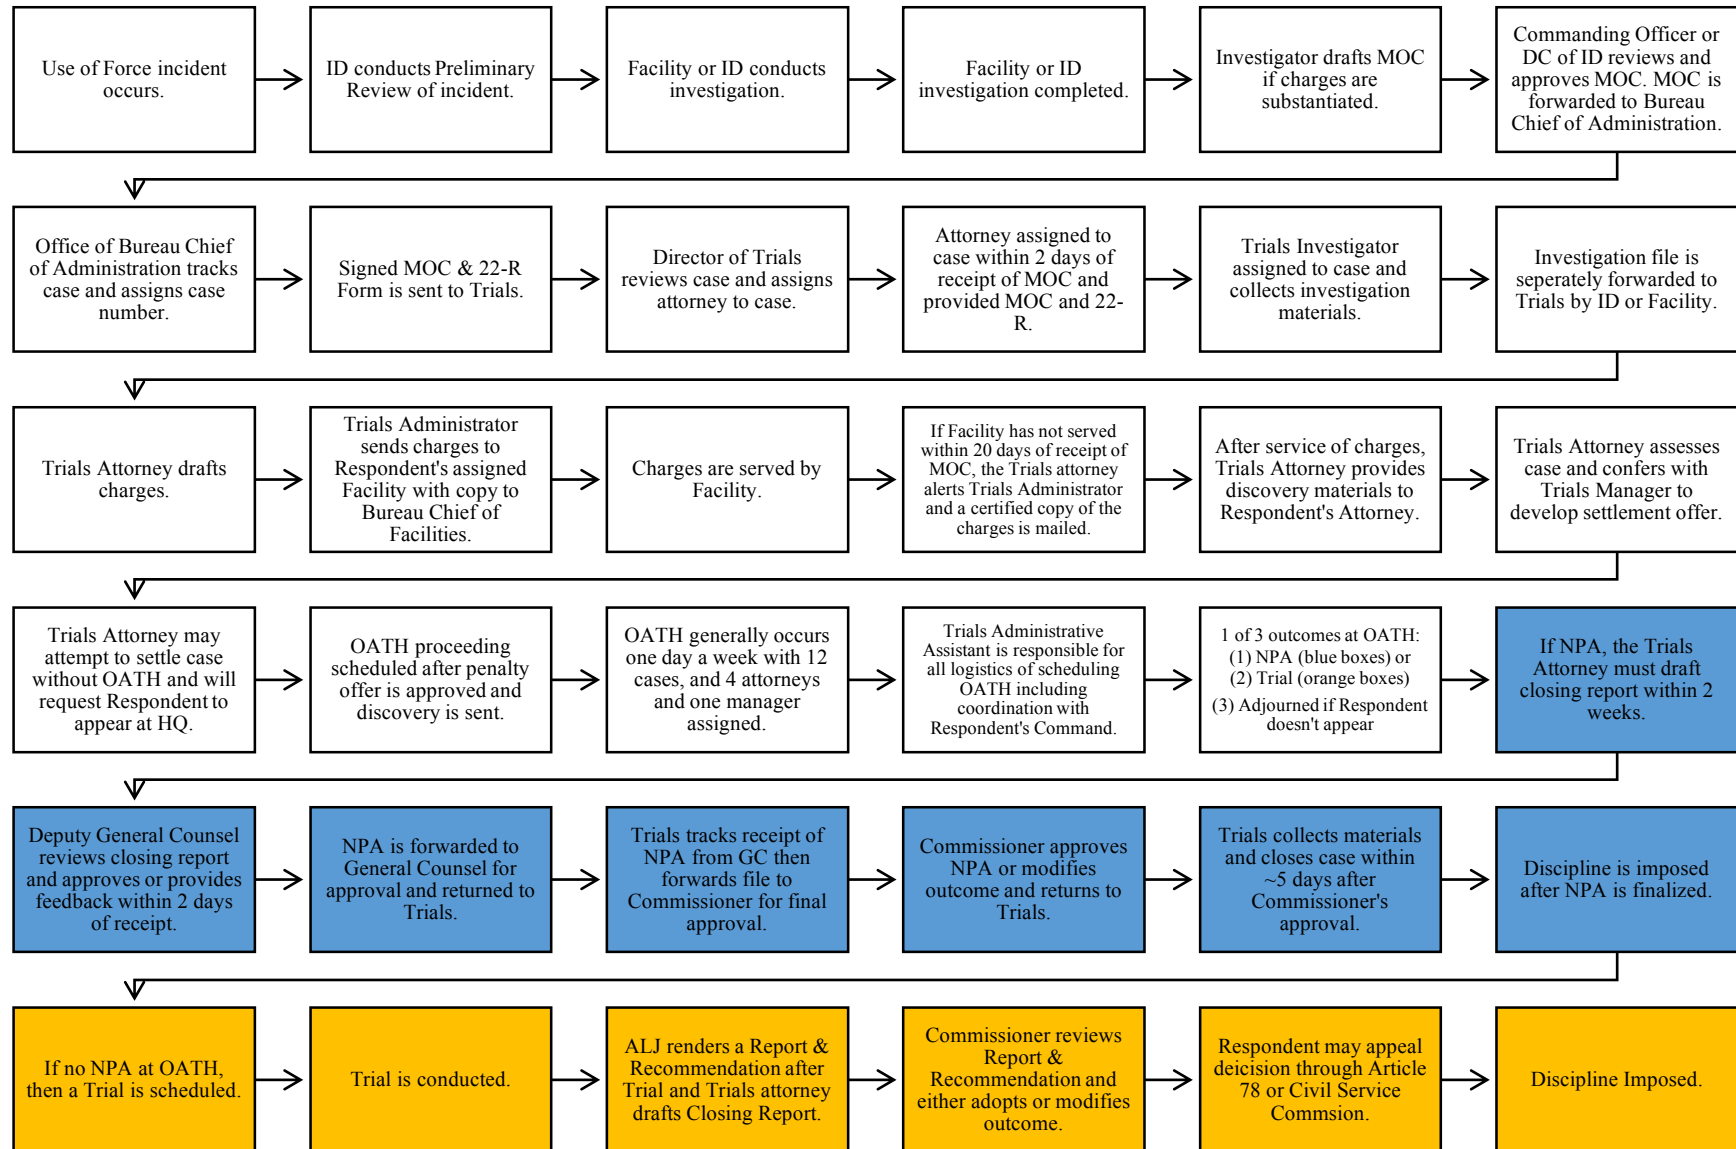 Use of Force incident
occurs.
ID conducts Preliminary
Review of incident.
Facility or ID conducts
investigation.
Facility or ID
investigation completed.
Investigator drafts MOC
if charges are
substantiated.
Commanding Officer or
DC of ID reviews and
approves MOC. MOC is
forwarded to Bureau
Chief of Administration.
Office of Bureau Chief
of Administration tracks
case and assigns case
number.
Signed MOC & 22-R
Form is sent to Trials.
Director of Trials
reviews case and assigns
attorney to case.
Attorney assigned to
case within 2 days of
receipt of MOC and
provided MOC and 22-
R.
Trials Investigator
assigned to case and
collects investigation
materials.
Investigation file is
seperately forwarded to
Trials by ID or Facility.
Trials Attorney drafts
charges.
Trials Administrator
sends charges to
Respondent's assigned
Facility with copy to
Bureau Chief of
Facilities.
Charges are served by
Facility.
If Facility has not served
within 20 days of receipt of
MOC, the Trials attorney
alerts Trials Administrator
and a certified copy of the
charges is mailed.
After service of charges,
Trials Attorney provides
discovery materials to
Respondent's Attorney.
Trials Attorney assesses
case and confers with
Trials Manager to
develop settlement offer.
Trials Attorney may
attempt to settle case
without OATH and will
request Respondent to
appear at HQ.
OATH proceeding
scheduled after penalty
offer is approved and
discovery is sent.
OATH generally occurs
one day a week with 12
cases, and 4 attorneys
and one manager
assigned.
Trials Administrative
Assistant is responsible for
all logistics of scheduling
OATH including
coordination with
Respondent's Command.
1 of 3 outcomes at OATH:
(1) NPA (blue boxes) or
(2) Trial (orange boxes)
(3) Adjourned if Respondent
doesn't appear
If NPA, the Trials
Attorney must draft
closing report within 2
weeks.
Deputy General Counsel
reviews closing report
and approves or provides
feedback within 2 days
of receipt.
NPA is forwarded to
General Counsel for
approval and returned to
Trials.
Trials tracks receipt of
NPA from GC then
forwards file to
Commissioner for final
approval.
Commissioner approves
NPA or modifies
outcome and returns to
Trials.
Trials collects materials
and closes case within
~5 days after
Commissioner's
approval.
Discipline is imposed
after NPA is finalized.
If no NPA at OATH,
then a Trial is scheduled.
Trial is conducted.
ALJ renders a Report &
Recommendation after
Trial and Trials attorney
drafts Closing Report.
Commissioner reviews
Report &
Recommendation and
either adopts or modifies
outcome.
Respondent may appeal
deicision through Article
78 or Civil Service
Commsion.
Discipline Imposed.